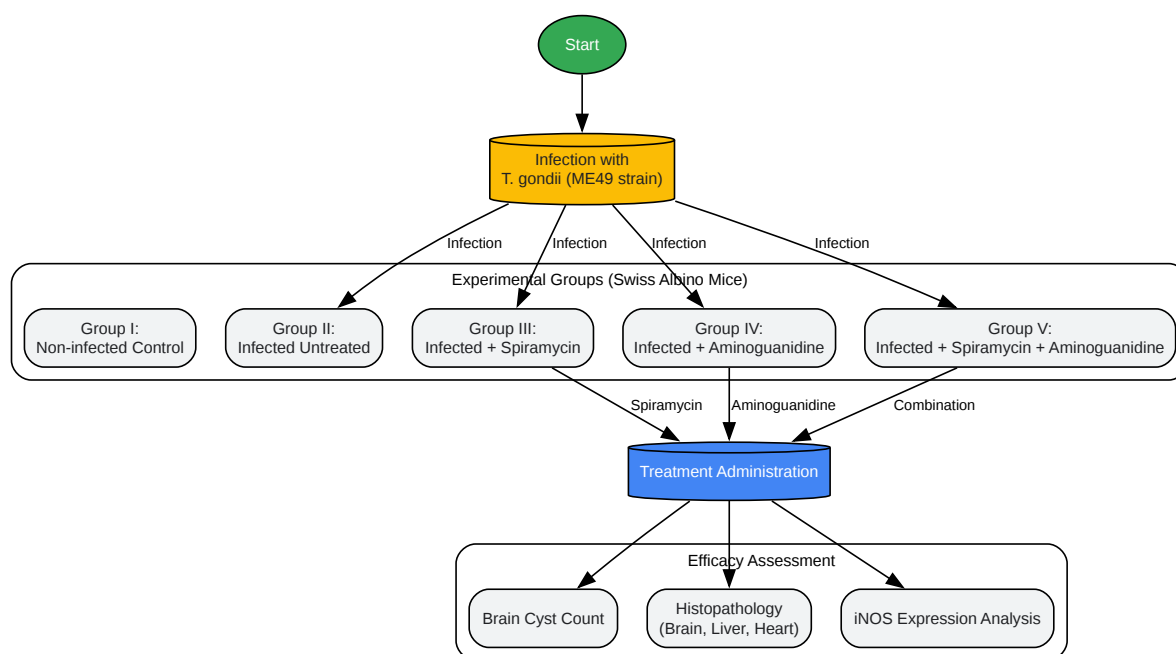 Start
Infection with
T. gondii (ME49 strain)
Infection
Infection
Infection
Infection
Experimental Groups (Swiss Albino Mice)
Group I:
Non-infected Control
Group II:
Infected Untreated
Group III:
Infected + Spiramycin
Group IV:
Infected + Aminoguanidine
Group V:
Infected + Spiramycin + Aminoguanidine
Spiramycin
Aminoguanidine
Combination
Treatment Administration
Efficacy Assessment
Brain Cyst Count
Histopathology
(Brain, Liver, Heart)
iNOS Expression Analysis